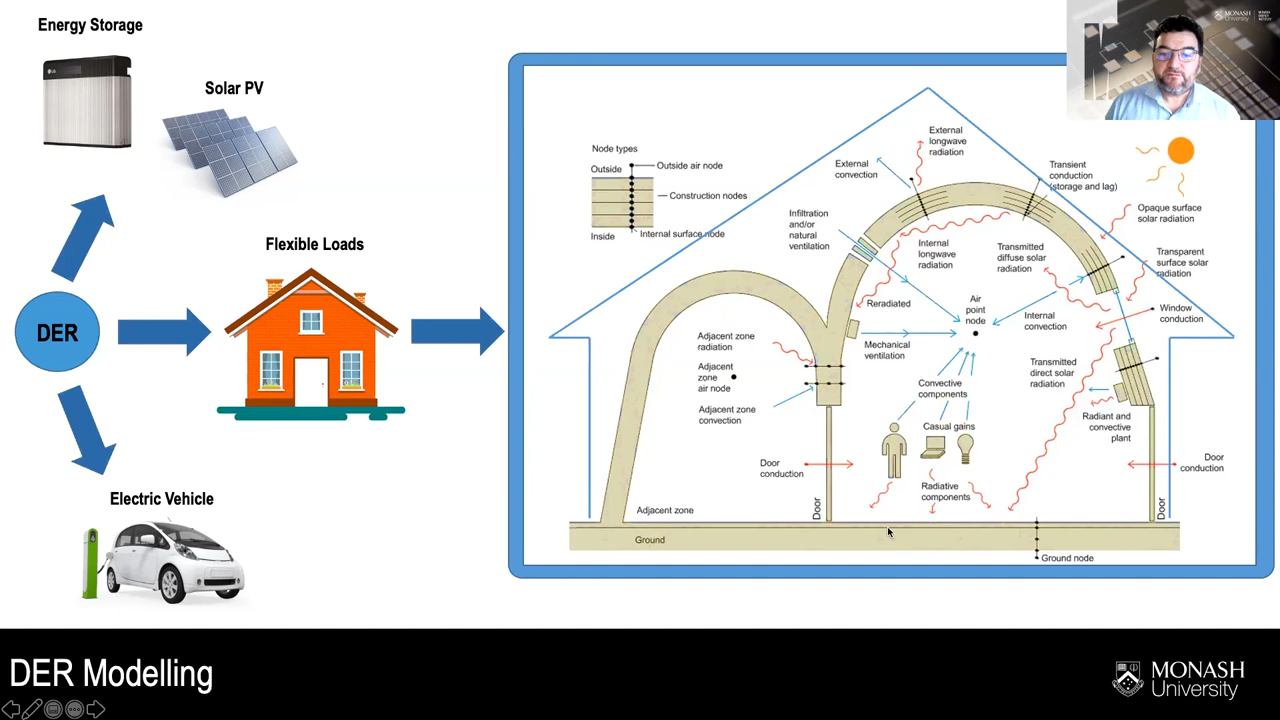 Energy Storage
Solar PV
Flexible Loads
DER
Electric Vehicle
Node types
Outside
Outside air node
Construction nodes
Inside
Internal surface node
External
longwave
radiation
External
convection
Transient
conduction
(storage and lag)
Opaque surface
solar radiation
Infiltration
and/or
natural
ventilation
Internal
longwave
radiation
Transmitted
diffuse solar
radiation
Transparent
surface solar
radiation
Reradiated
Air
point
node
Internal
convection
Window
conduction
Adjacent zone
radiation
Mechanical
ventilation
Transmitted
direct solar
radiation
Adjacent
zone
air node
Convective
components
Adjacent zone
convection
Casual gains
Radiant and
convective
plant
Door
conduction
Door
conduction
Radiative
components
Door
Door
Adjacent zone
Ground
Ground node
DER Modelling
MONASH
University
MONASH
University